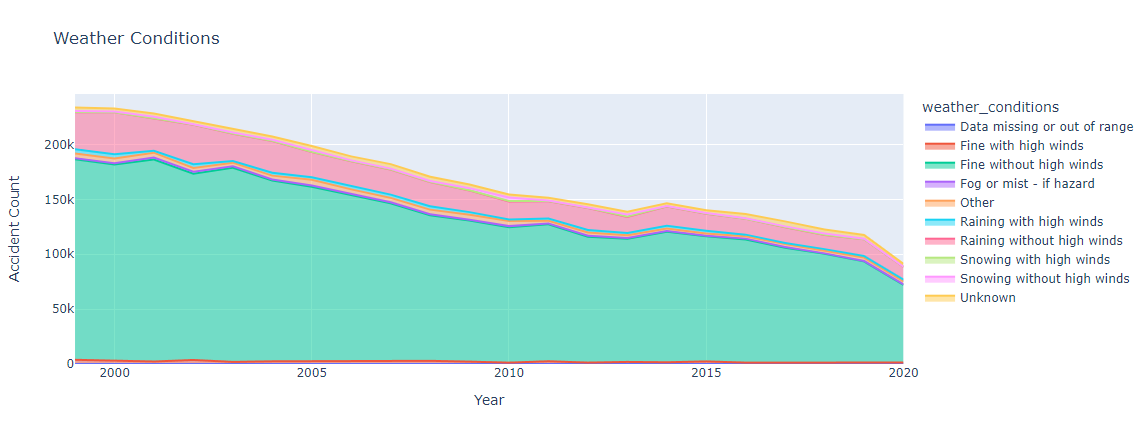 Weather Conditions
Accident Count
200k
150k
100k
50k
0
2000
2005
2010
2015
2020
Year
weather_conditions
Data missing or out of range
Fine with high winds
Fine without high winds
Fog or mist - if hazard
Other
Raining with high winds
Raining without high winds
Snowing with high winds
Snowing without high winds
Unknown